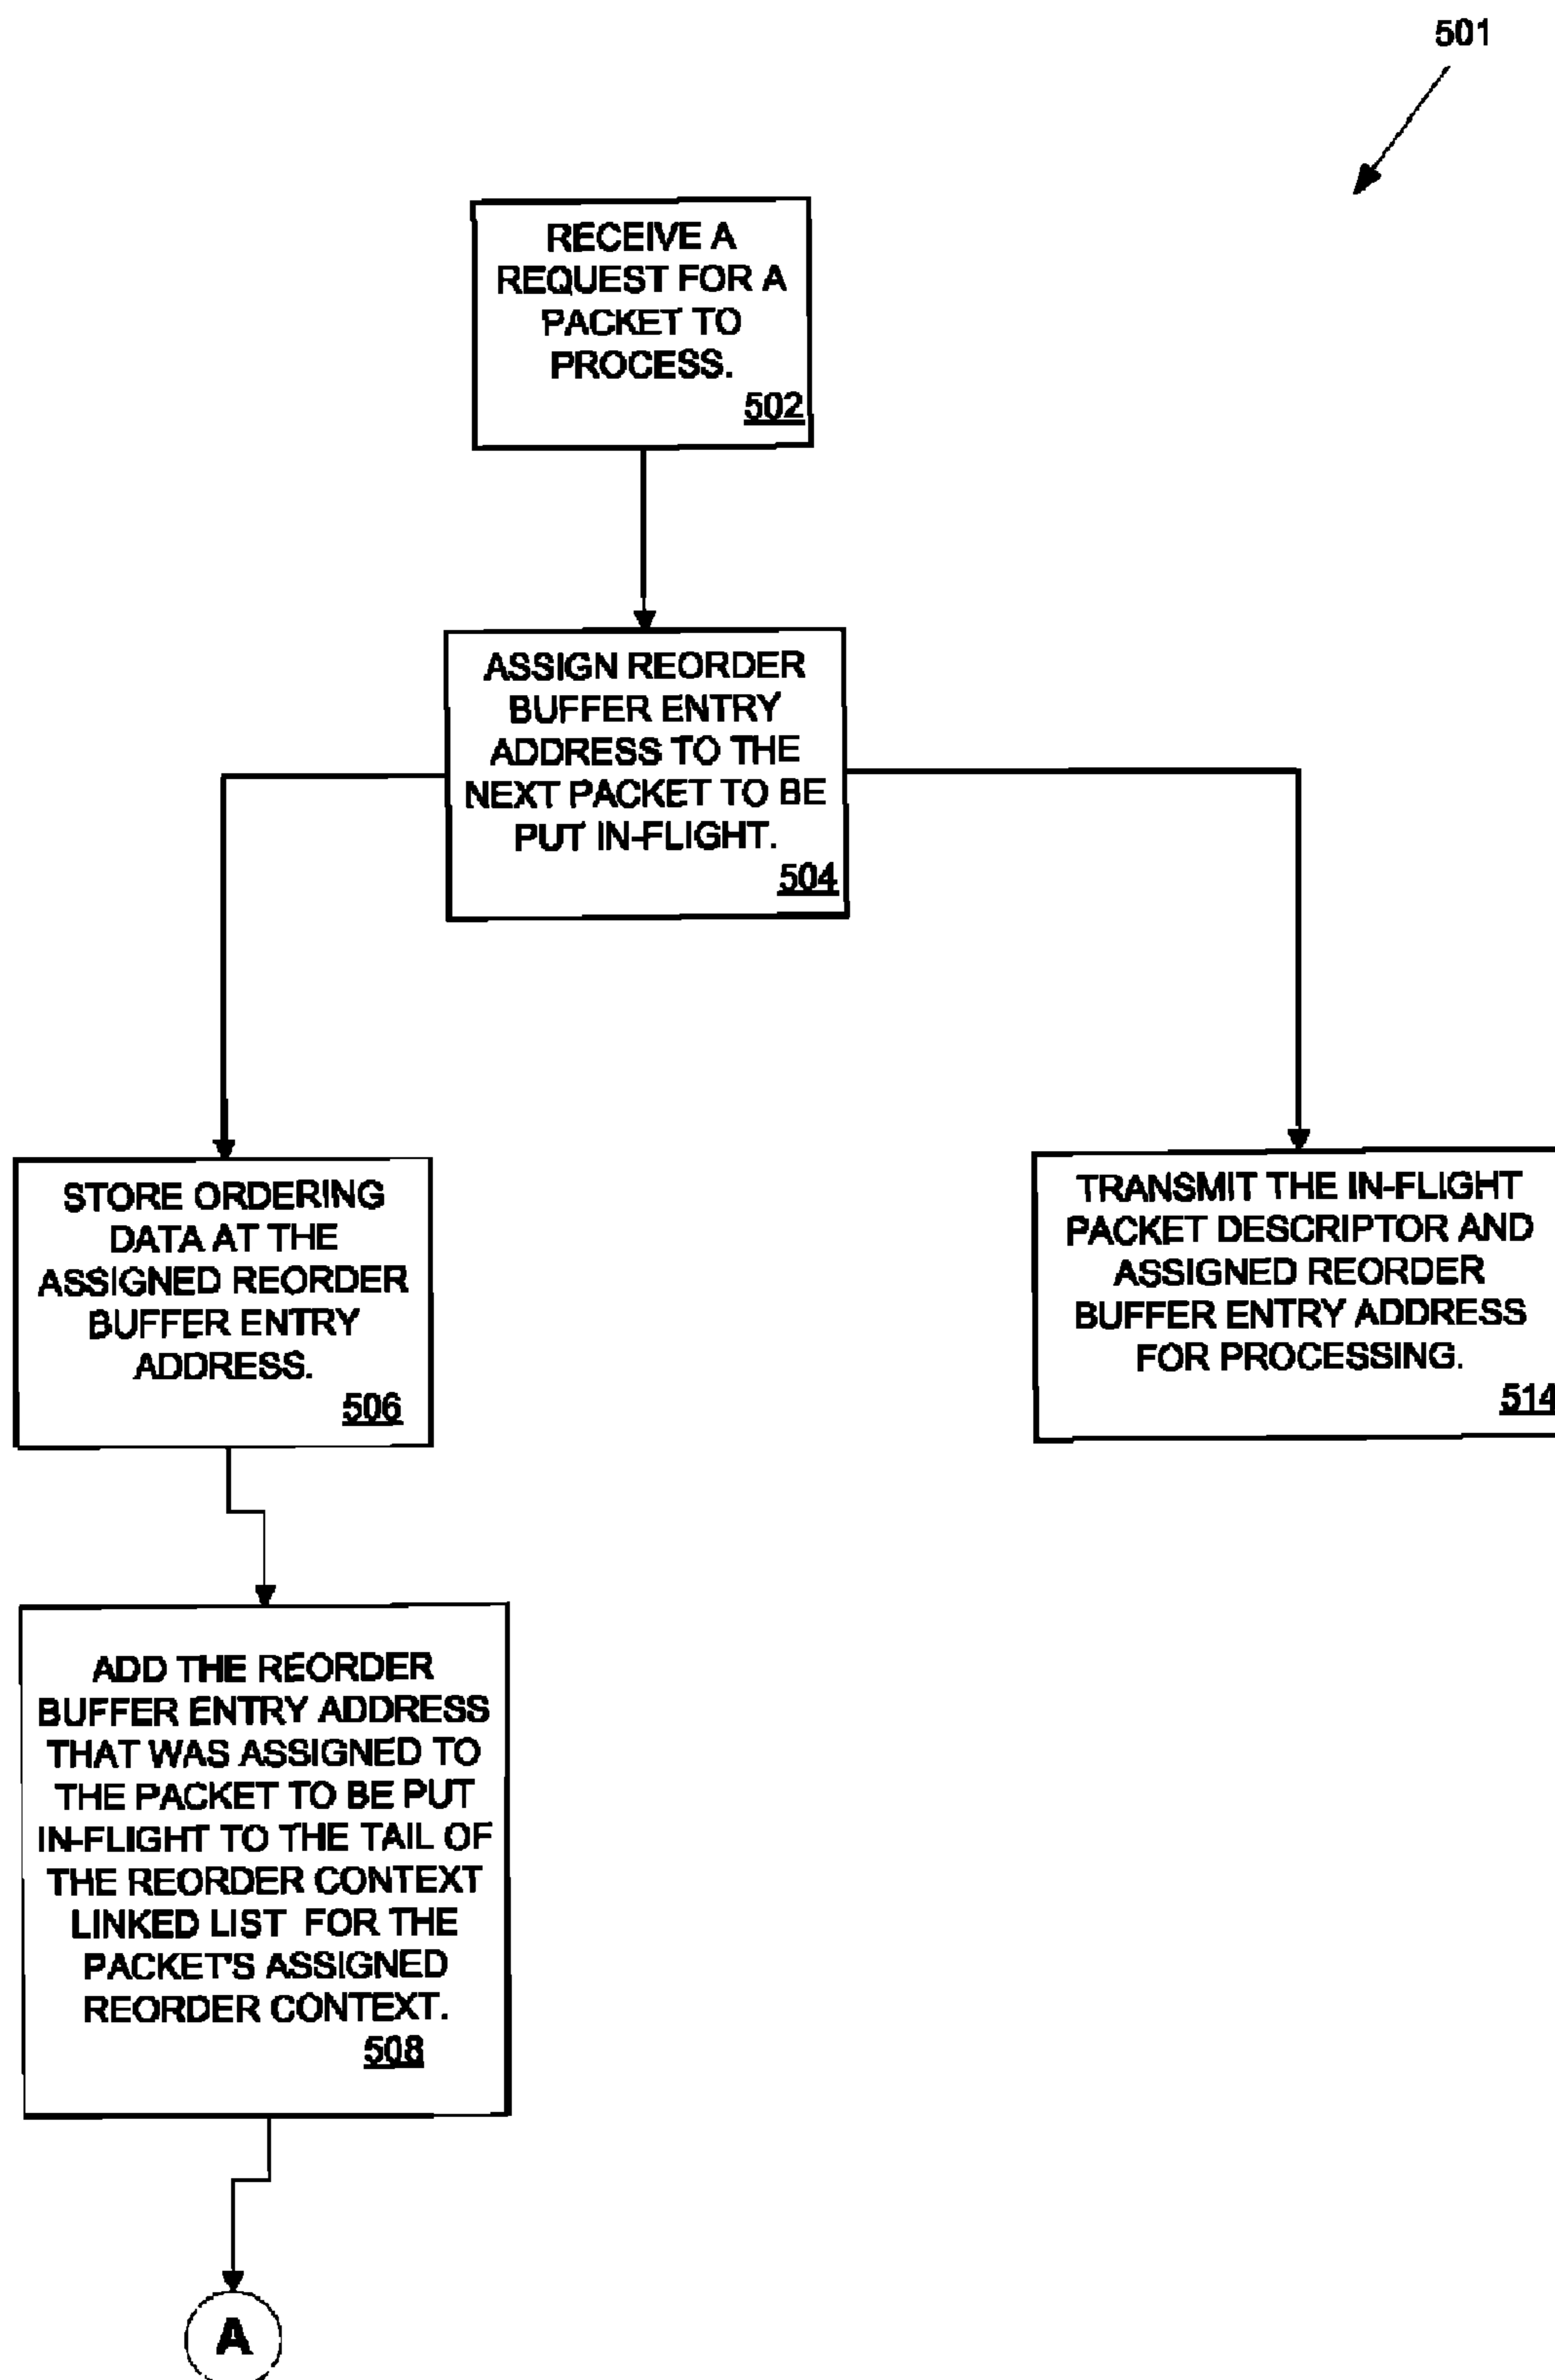 501
RECEIVE A
REQUEST FOR A
PACKET TO
PROCESS.
502
ASSIGN REORDER
BUFFER ENTRY
ADDRESS TO THE
NEXT PACKET TO BE
PUT IN-FLIGHT.
504
STORE ORDERING
DATA AT THE
ASSIGNED REORDER
BUFFER ENTRY
ADDRESS.
506
TRANSMIT THE IN-FLIGHT
PACKET DESCRIPTOR AND
ASSIGNED REORDER
BUFFER ENTRY ADDRESS
FOR PROCESSING.
514
ADD THE REORDER
BUFFER ENTRY ADDRESS
THAT WAS ASSIGNED TO
THE PACKET TO BE PUT
IN-FLIGHT TO THE TAIL OF
THE REORDER CONTEXT
LINKED LIST FOR THE
PACKET'S ASSIGNED
REORDER CONTEXT.
508
A